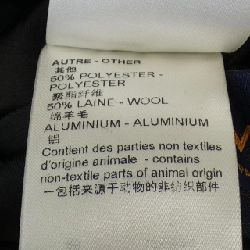 AUTRE - OTHER
其他
50% POLYESTER -
POLYESTER
聚脂纤维
50% LAINE - WOOL
绵羊毛
ALUMINIUM - ALUMINIUM
铝
Contient des parties non textiles
d'origine animale - contains
non-textile parts of animal origin
一包括来源于动物的非纺织部件